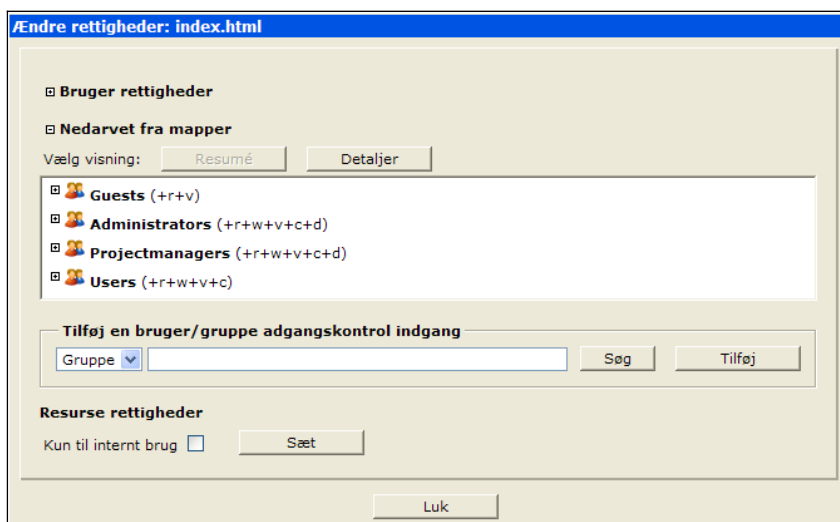 Ændre rettigheder: index.html
Bruger rettigheder
Nedarvet fra mapper
Vælg visning: Resumé Detaljer
Guests (+r+v)
Administrators (+r+w+v+c+d)
Projectmanagers (+r+w+v+c+d)
Users (+r+w+v+c)
Tilføj en bruger/gruppe adgangskontrol indgang
Gruppe Søg Tilføj
Resurse rettigheder
Kun til internt brug Sæt
Luk